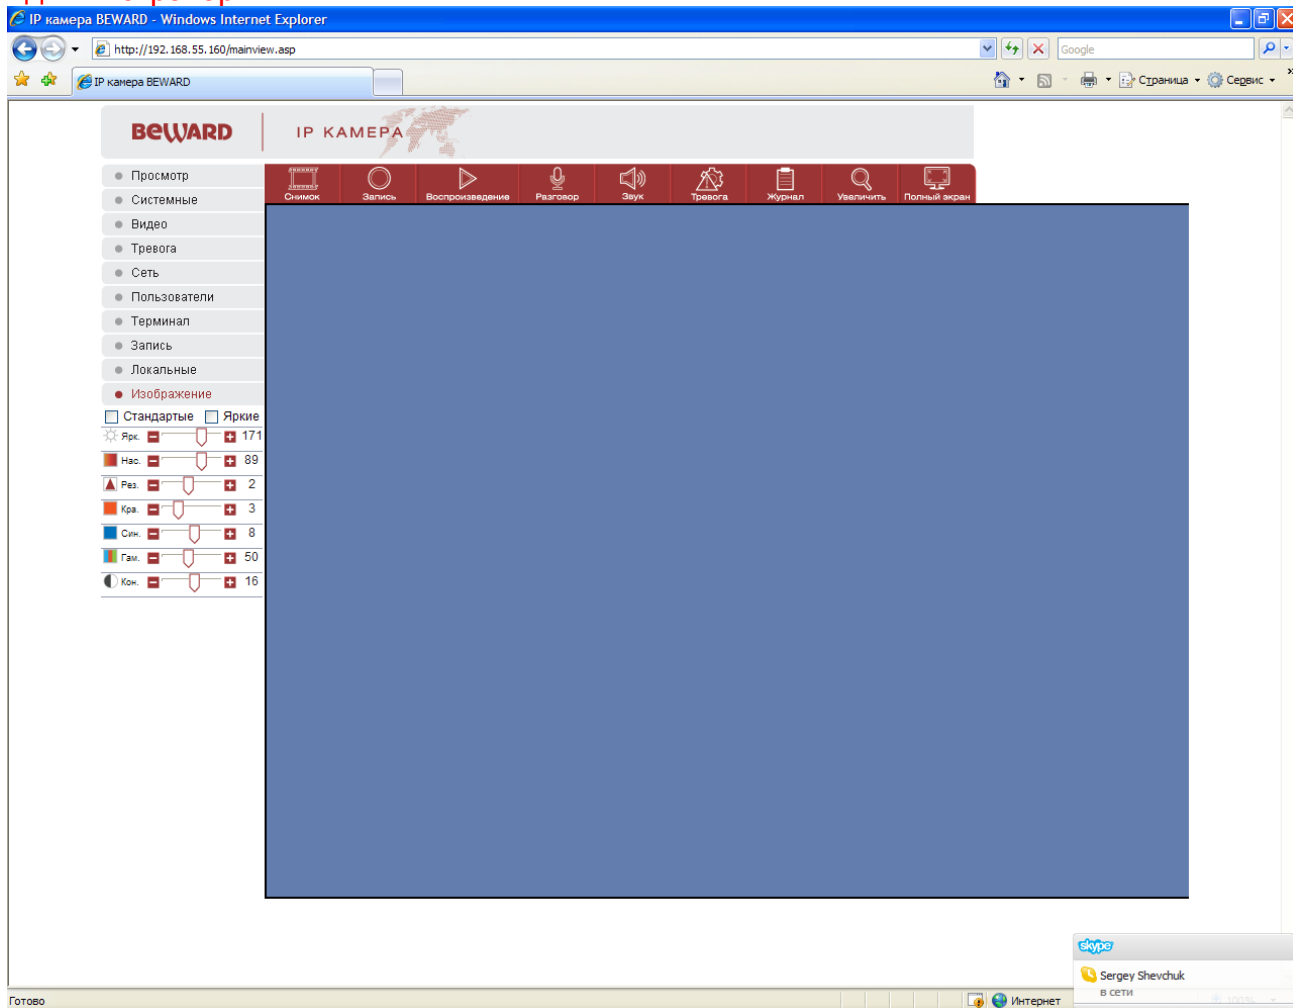 IP камера BEWARD - Windows Internet Explorer
http://192.168.55.160/mainview.asp
Google
IP камера BEWARD
Страница
Сервис
BEWARD
IP КАМЕРА
Просмотр
Системные
Видео
Тревога
Сеть
Пользователи
Терминал
Запись
Локальные
Изображение
Снимок Запись Воспроизведение Разговор Звук Тревога Журнал Увеличить Полный экран
Стандартые Яркие
Ярк. 171
Нас. 89
Рез. 2
Кра. 3
Син. 8
Гам. 50
Кон. 16
skype
Sergey Shevchuk
в сети
Готово
Интернет
100%